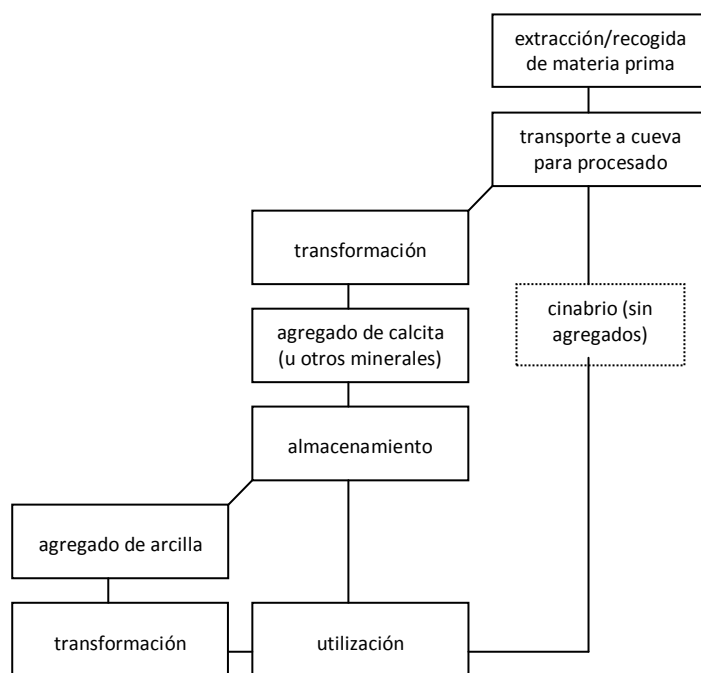 extracción/recogida
de materia prima
transporte a cueva
para procesado
transformación
cinabrio (sin
agregados)
agregado de calcita
(u otros minerales)
almacenamiento
agregado de arcilla
transformación
utilización